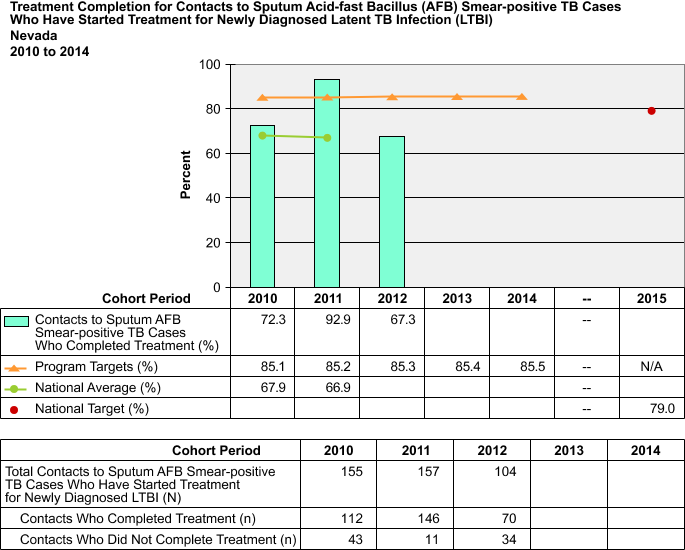 Treatment Completion for Contacts to Sputum Acid-fast Bacillus (AFB) Smear-positive TB Cases
Who Have Started Treatment for Newly Diagnosed Latent TB Infection (LTBI)
Nevada
2010 to 2014
100
80
60
40
20
0
Percent
Cohort Period 2010 2011 2012 2013 2014 -- 2015
Contacts to Sputum AFB 72.3 92.9 67.3 --
Smear-positive TB Cases
Who Completed Treatment (%)
Program Targets (%) 85.1 85.2 85.3 85.4 85.5 -- N/A
National Average (%) 67.9 66.9 --
National Target (%) -- 79.0
Cohort Period 2010 2011 2012 2013 2014
Total Contacts to Sputum AFB Smear-positive 155 157 104
TB Cases Who Have Started Treatment
for Newly Diagnosed LTBI (N)
Contacts Who Completed Treatment (n) 112 146 70
Contacts Who Did Not Complete Treatment (n) 43 11 34